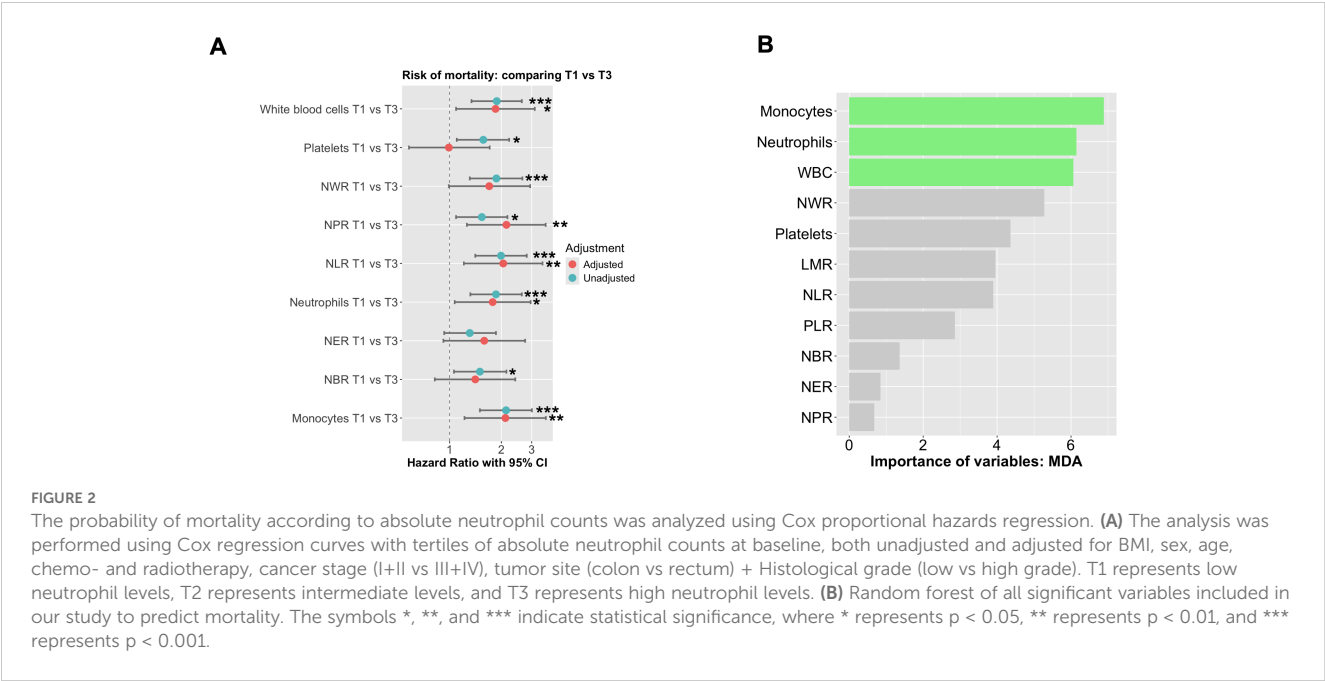 A
Risk of mortality: comparing T1 vs T3
White blood cells T1 vs T3
***
*
Platelets T1 vs T3
*
NWR T1 vs T3
***
NPR T1 vs T3
*
**
NLR T1 vs T3
***
**
Neutrophils T1 vs T3
***
*
NER T1 vs T3
NBR T1 vs T3
*
Monocytes T1 vs T3
***
**
1 2 3
Hazard Ratio with 95% CI
Adjustment
Adjusted
Unadjusted
B
Monocytes
Neutrophils
WBC
NWR
Platelets
LMR
NLR
PLR
NBR
NER
NPR
0 2 4 6
Importance of variables: MDA
FIGURE 2
The probability of mortality according to absolute neutrophil counts was analyzed using Cox proportional hazards regression. (A) The analysis was
performed using Cox regression curves with tertiles of absolute neutrophil counts at baseline, both unadjusted and adjusted for BMI, sex, age,
chemo- and radiotherapy, cancer stage (I+II vs III+IV), tumor site (colon vs rectum) + Histological grade (low vs high grade). T1 represents low
neutrophil levels, T2 represents intermediate levels, and T3 represents high neutrophil levels. (B) Random forest of all significant variables included in
our study to predict mortality. The symbols *, **, and *** indicate statistical significance, where * represents p < 0.05, ** represents p < 0.01, and ***
represents p < 0.001.